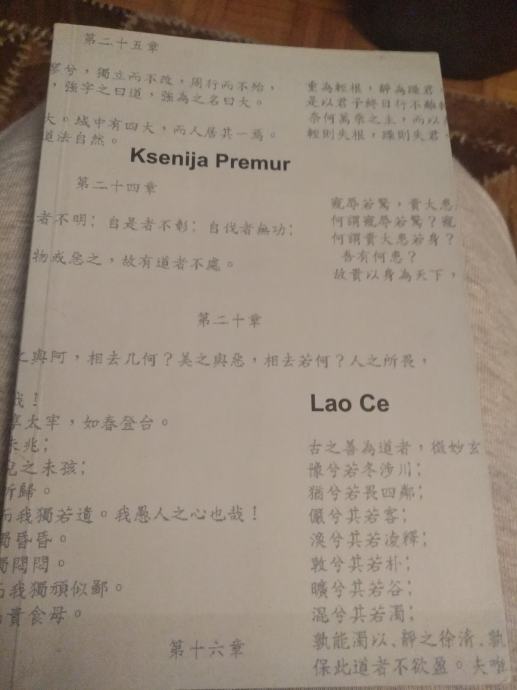 第二十五章
寥兮，獨立而不改，周行而不殆，
，強字之曰道，強為之名曰大。
大。域中有四大，而人居其一焉。
道法自然。
重為輕根，靜為躁君
是以君子終日行不離輜
奈何萬乘之主，而以
輕則失根，躁則失君
Ksenija Premur
第二十四章
者不明；自是者不彰；自伐者無功；
物或惡之，故有道者不處。
寵辱若驚，貴大患
何謂寵辱若驚？寵
何謂貴大患若身？
吾有何患？
故貴以身為天下，
第二十章
之與阿，相去几何？美之與惡，相去若何？人之所畏，
哉！
享太宰，如春登台。
未兆；
兒之未孩；
所歸。
而我獨若遺。我愚人之心也哉！
獨昏昏。
獨悶悶。
而我獨頑似鄙。
而貴食母。
Lao Ce
古之善為道者，微妙玄
豫兮若冬涉川；
猶兮若畏四鄰；
儼兮其若客；
渙兮其若凌釋；
敦兮其若朴；
曠兮其若谷；
混兮其若濁；
孰能濁以、靜之徐清、孰
保此道者不欲盈。夫唯
第十六章